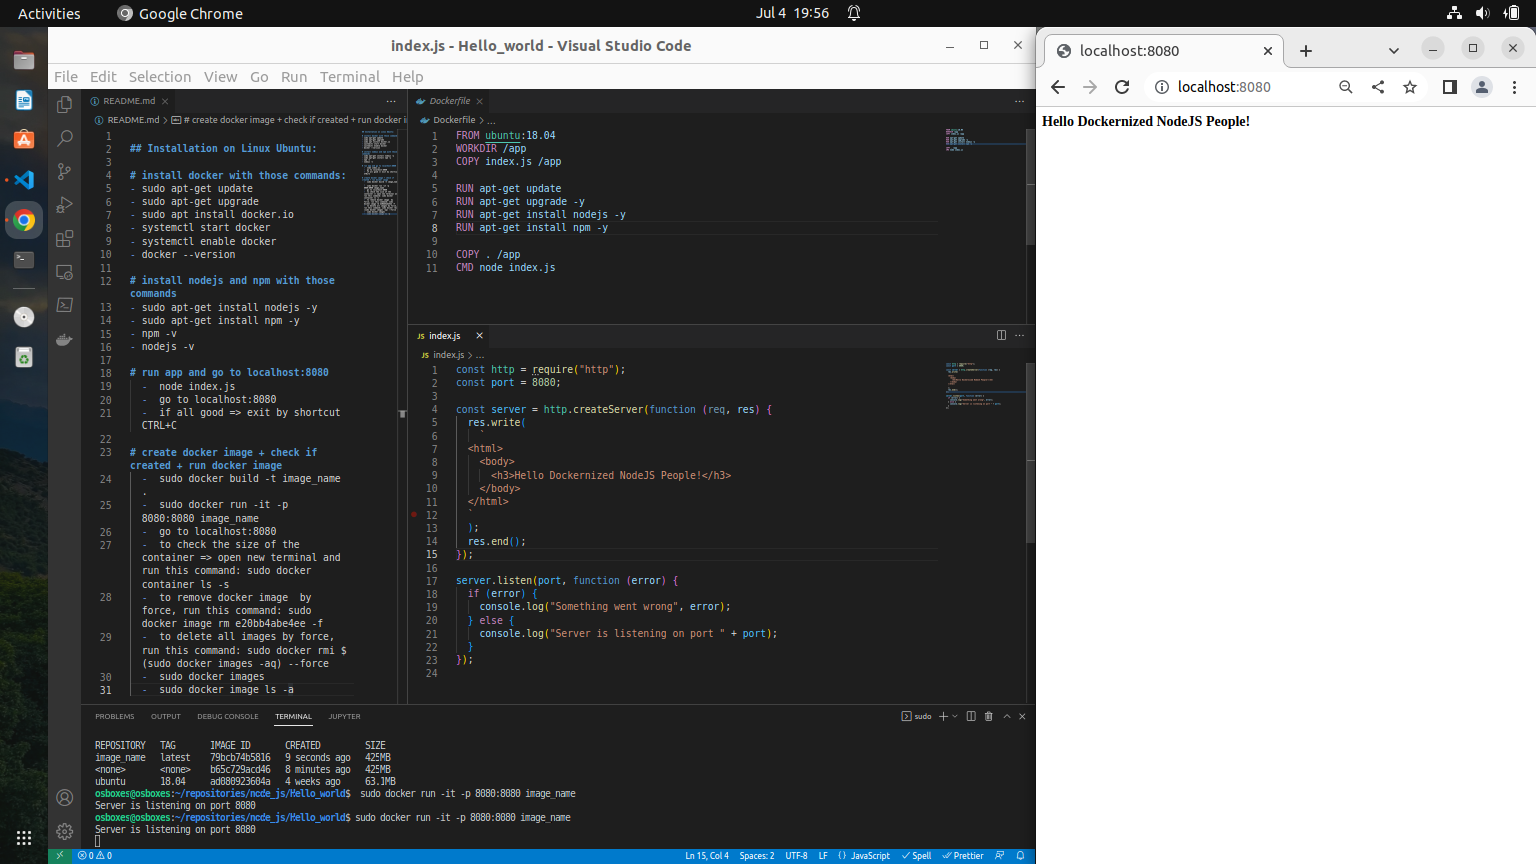 Activities
Google Chrome
Jul 4 19:56
index.js - Hello_world - Visual Studio Code
File Edit Selection View Go Run Terminal Help
README.md
README.md > # create docker image + check if created + run docker i
1
2 ## Installation on Linux Ubuntu:
3
4 # install docker with those commands:
5 - sudo apt-get update
6 - sudo apt-get upgrade
7 - sudo apt install docker.io
8 - systemctl start docker
9 - systemctl enable docker
10 - docker --version
11
12 # install nodejs and npm with those
commands
13 - sudo apt-get install nodejs -y
14 - sudo apt-get install npm -y
15 - npm -v
16 - nodejs -v
17
18 # run app and go to localhost:8080
19 - node index.js
20 - go to localhost:8080
21 - if all good => exit by shortcut
CTRL+C
22
23 # create docker image + check if
created + run docker image
24 - sudo docker build -t image_name
.
25 - sudo docker run -it -p
8080:8080 image_name
26 - go to localhost:8080
27 - to check the size of the
container => open new terminal and
run this command: sudo docker
container ls -s
28 - to remove docker image by
force, run this command: sudo
docker image rm e20bb4abe4ee -f
29 - to delete all images by force,
run this command: sudo docker rmi $
(sudo docker images -aq) --force
30 - sudo docker images
31 - sudo docker image ls -a
Dockerfile
Dockerfile > ...
1 FROM ubuntu:18.04
2 WORKDIR /app
3 COPY index.js /app
4
5 RUN apt-get update
6 RUN apt-get upgrade -y
7 RUN apt-get install nodejs -y
8 RUN apt-get install npm -y
9
10 COPY . /app
11 CMD node index.js
JS index.js
JS index.js > ...
1 const http = require("http");
2 const port = 8080;
3
4 const server = http.createServer(function (req, res) {
5 res.write(
6 `
7 <html>
8 <body>
9 <h3>Hello Dockernized NodeJS People!</h3>
10 </body>
11 </html>
12 `
13 );
14 res.end();
15 });
16
17 server.listen(port, function (error) {
18 if (error) {
19 console.log("Something went wrong", error);
20 } else {
21 console.log("Server is listening on port " + port);
22 }
23 });
24
PROBLEMS OUTPUT DEBUG CONSOLE TERMINAL JUPYTER
sudo
REPOSITORY TAG IMAGE ID CREATED SIZE
image_name latest 79bcb74b5816 9 seconds ago 425MB
<none> <none> b65c729acd46 8 minutes ago 425MB
ubuntu 18.04 ad080923604a 4 weeks ago 63.1MB
osboxes@osboxes:~/repositories/node_js/Hello_world$ sudo docker run -it -p 8080:8080 image_name
Server is listening on port 8080
osboxes@osboxes:~/repositories/node_js/Hello_world$ sudo docker run -it -p 8080:8080 image_name
Server is listening on port 8080
0 0
Ln 15, Col 4 Spaces: 2 UTF-8 LF {} JavaScript Spell Prettier
localhost:8080
localhost:8080
Hello Dockernized NodeJS People!